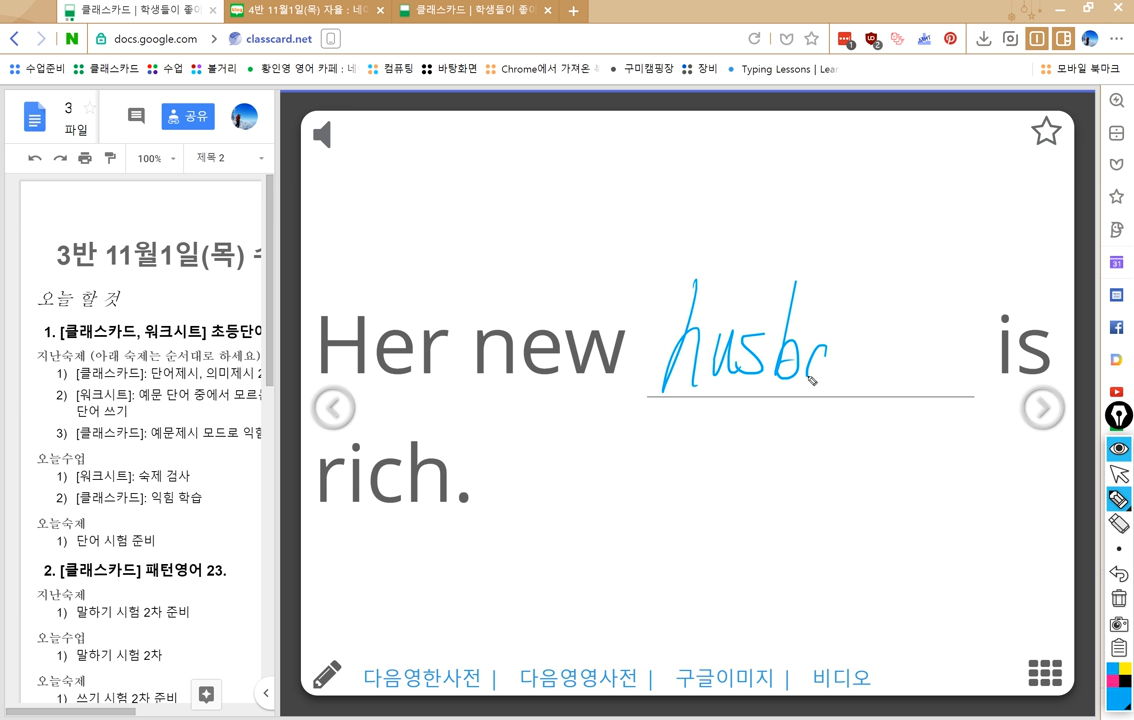 클래스카드 | 학생들이 좋아
4반 11월1일(목) 자율 : 네이
클래스카드 | 학생들이 좋아
N docs.google.com > classcard.net
1 2
수업준비 클래스카드 수업 볼거리 황인영 영어 카페 : 네 컴퓨팅 바탕화면 Chrome에서 가져온 구미캠핑장 장비 Typing Lessons | Lear 모바일 북마크
3
파일
공유
100% 제목 2
3반 11월1일(목) 수
오늘 할 것
1. [클래스카드, 워크시트] 초등단어
지난숙제 (아래 숙제는 순서대로 하세요)
1) [클래스카드]: 단어제시, 의미제시 2
2) [워크시트]: 예문 단어 중에서 모르는
단어 쓰기
3) [클래스카드]: 예문제시 모드로 익힘
오늘수업
1) [워크시트]: 숙제 검사
2) [클래스카드]: 익힘 학습
오늘숙제
1) 단어 시험 준비
2. [클래스카드] 패턴영어 23.
지난숙제
1) 말하기 시험 2차 준비
오늘수업
1) 말하기 시험 2차
오늘숙제
1) 쓰기 시험 2차 준비
Her new husba is
rich.
다음영한사전 | 다음영영사전 | 구글이미지 | 비디오
31